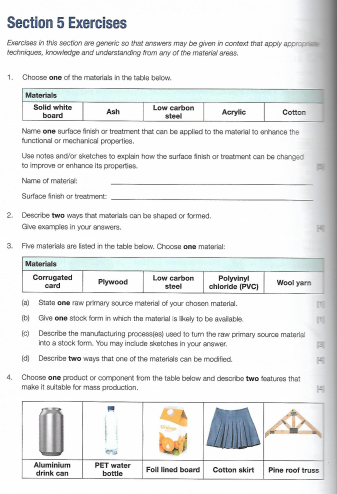 Section 5 Exercises
Exercises in this section are generic so that answers may be given in context that apply appropriate
techniques, knowledge and understanding from any of the material areas.
1. Choose one of the materials in the table below.
Materials
Solid white board
Ash
Low carbon steel
Acrylic
Cotton
Name one surface finish or treatment that can be applied to the material to enhance the
functional or mechanical properties.
Use notes and/or sketches to explain how the surface finish or treatment can be changed
to improve or enhance its properties.
Name of material:
Surface finish or treatment:
2. Describe two ways that materials can be shaped or formed.
Give examples in your answers. [4]
3. Five materials are listed in the table below. Choose one material:
Materials
Corrugated card
Plywood
Low carbon steel
Polyvinyl chloride (PVC)
Wool yarn
(a) State one raw primary source material of your chosen material. [1]
(b) Give one stock form in which the material is likely to be available. [1]
(c) Describe the manufacturing process(es) used to turn the raw primary source material
into a stock form. You may include sketches in your answer. [3]
(d) Describe two ways that one of the materials can be modified. [4]
4. Choose one product or component from the table below and describe two features that
make it suitable for mass production. [4]
Aluminium drink can
PET water bottle
Foil lined board
Cotton skirt
Pine roof truss